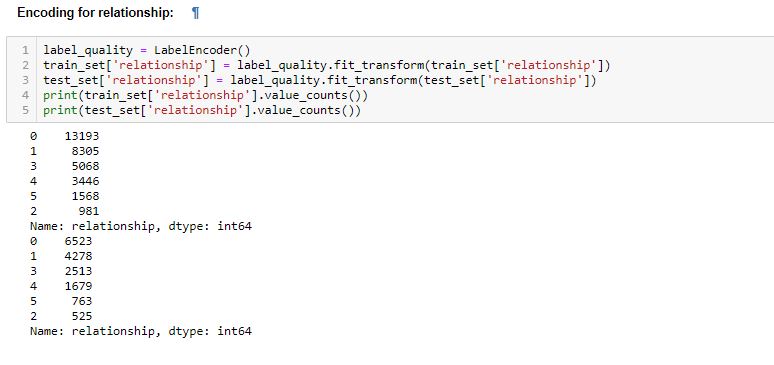 Encoding for relationship: ¶
1 label_quality = LabelEncoder()
2 train_set['relationship'] = label_quality.fit_transform(train_set['relationship'])
3 test_set['relationship'] = label_quality.fit_transform(test_set['relationship'])
4 print(train_set['relationship'].value_counts())
5 print(test_set['relationship'].value_counts())
0    13193
1     8305
3     5068
4     3446
5     1568
2      981
Name: relationship, dtype: int64
0    6523
1    4278
3    2513
4    1679
5     763
2     525
Name: relationship, dtype: int64